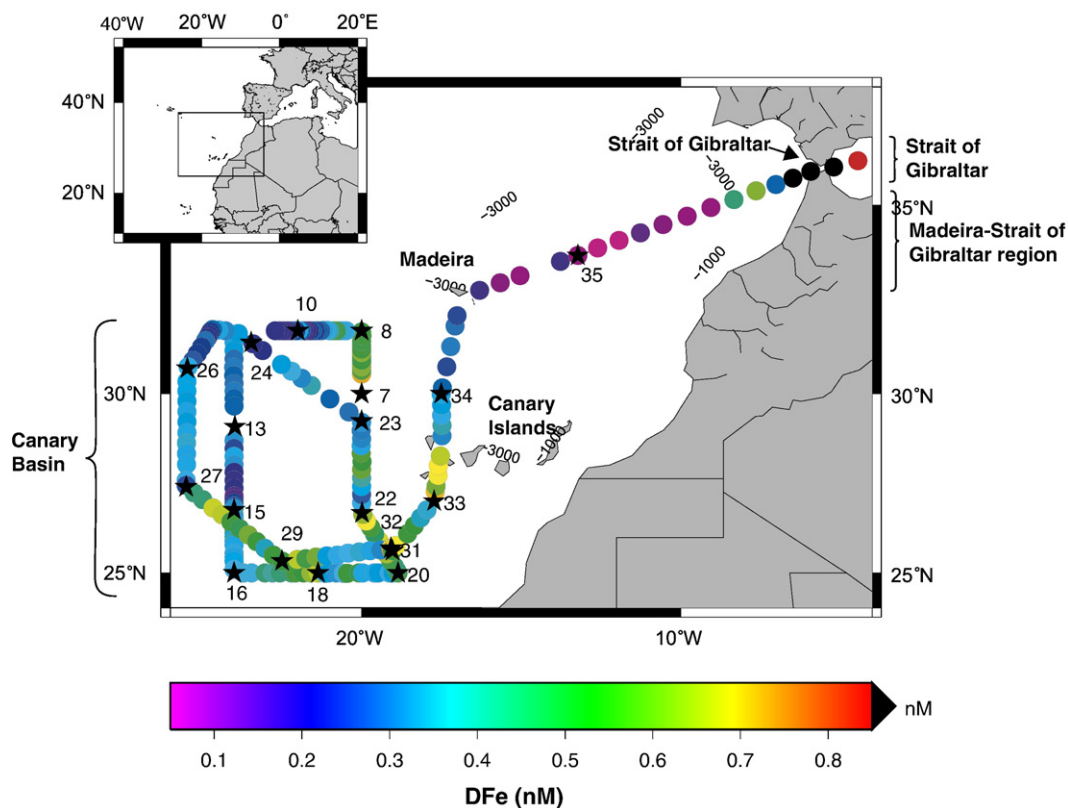 40°W 20°W 0° 20°E
40°N
20°N
-3000
-3000
-3000
-1000
-3000
-3000
-1000
Strait of Gibraltar
Strait of
Gibraltar
35°N
Madeira-Strait of
Gibraltar region
Madeira
35
10
8
26
24
7
30°N
34
30°N
23
Canary
Islands
Canary
Basin
13
27
15
22
33
32
29
31
25°N
16
18
20
25°N
20°W
10°W
nM
0.1 0.2 0.3 0.4 0.5 0.6 0.7 0.8
DFe (nM)